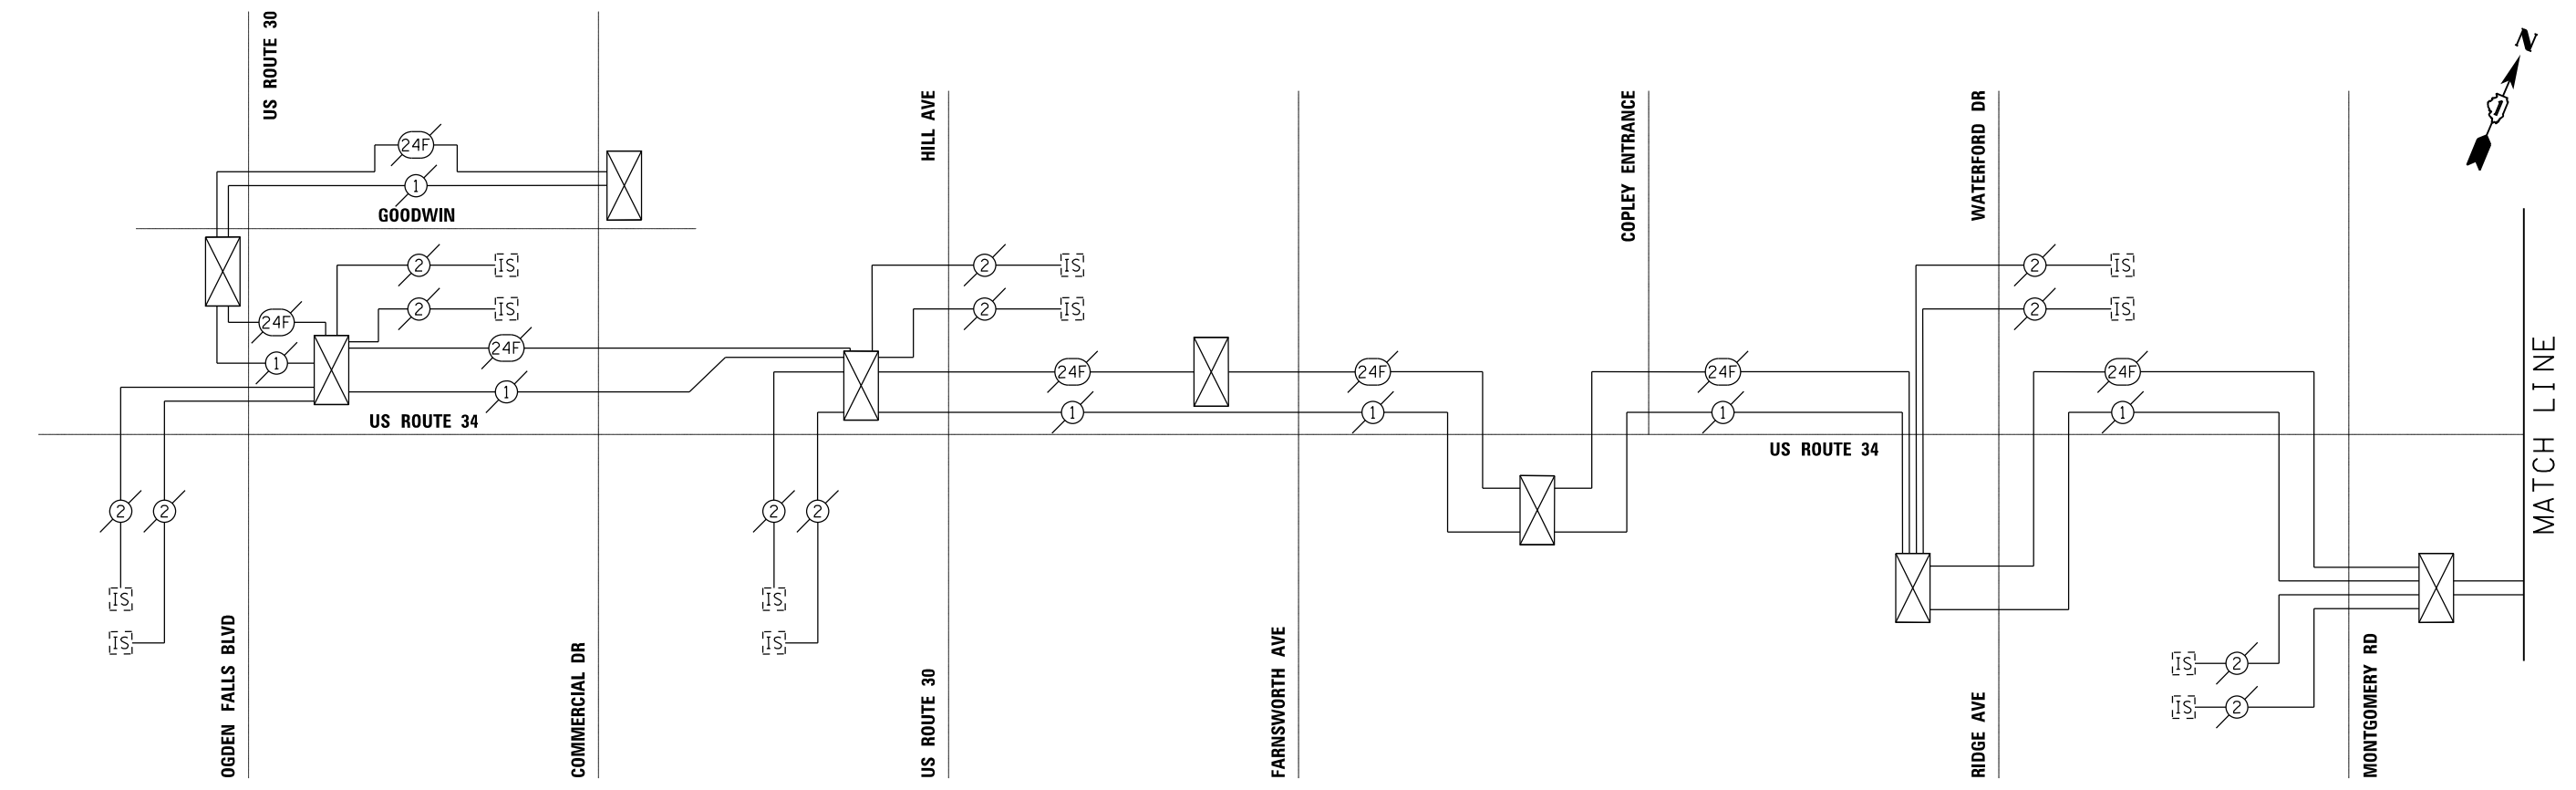 US ROUTE 30
N
1
HILL AVE
COPLEY ENTRANCE
WATERFORD DR
24F
1
GOODWIN
2 IS
2 IS
2 IS
2 IS
2 IS
2 IS
24F
1
24F
1
24F
1
24F
1
24F
1
24F
1
US ROUTE 34
US ROUTE 34
MATCH LINE
2
2
2
2
IS
IS
IS
IS
IS 2
IS 2
OGDEN FALLS BLVD
COMMERCIAL DR
US ROUTE 30
FARNSWORTH AVE
RIDGE AVE
MONTGOMERY RD